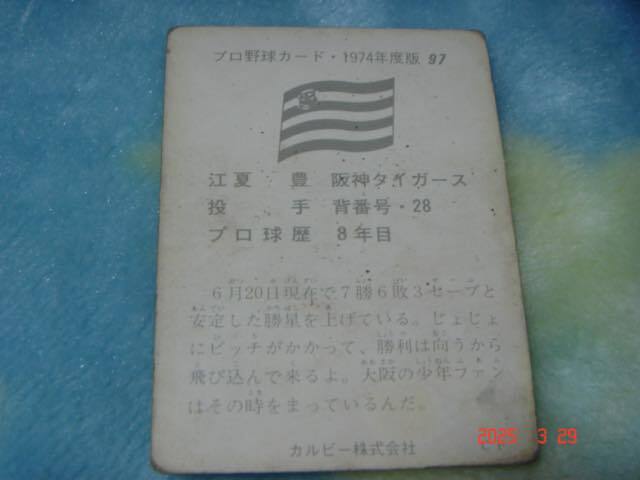 プロ野球カード・1974年度版 97
江夏 豊 阪神タイガース
投 手 背番号・28
プロ球歴 8年目
6月20日現在で7勝6敗3セーブと
安定した勝星を上げている。じょじょ
にピッチがかかって、勝利は向うから
飛び込んで来るよ。大阪の少年ファン
はその時をまっているんだ。
カルビー株式会社
2025 3 29